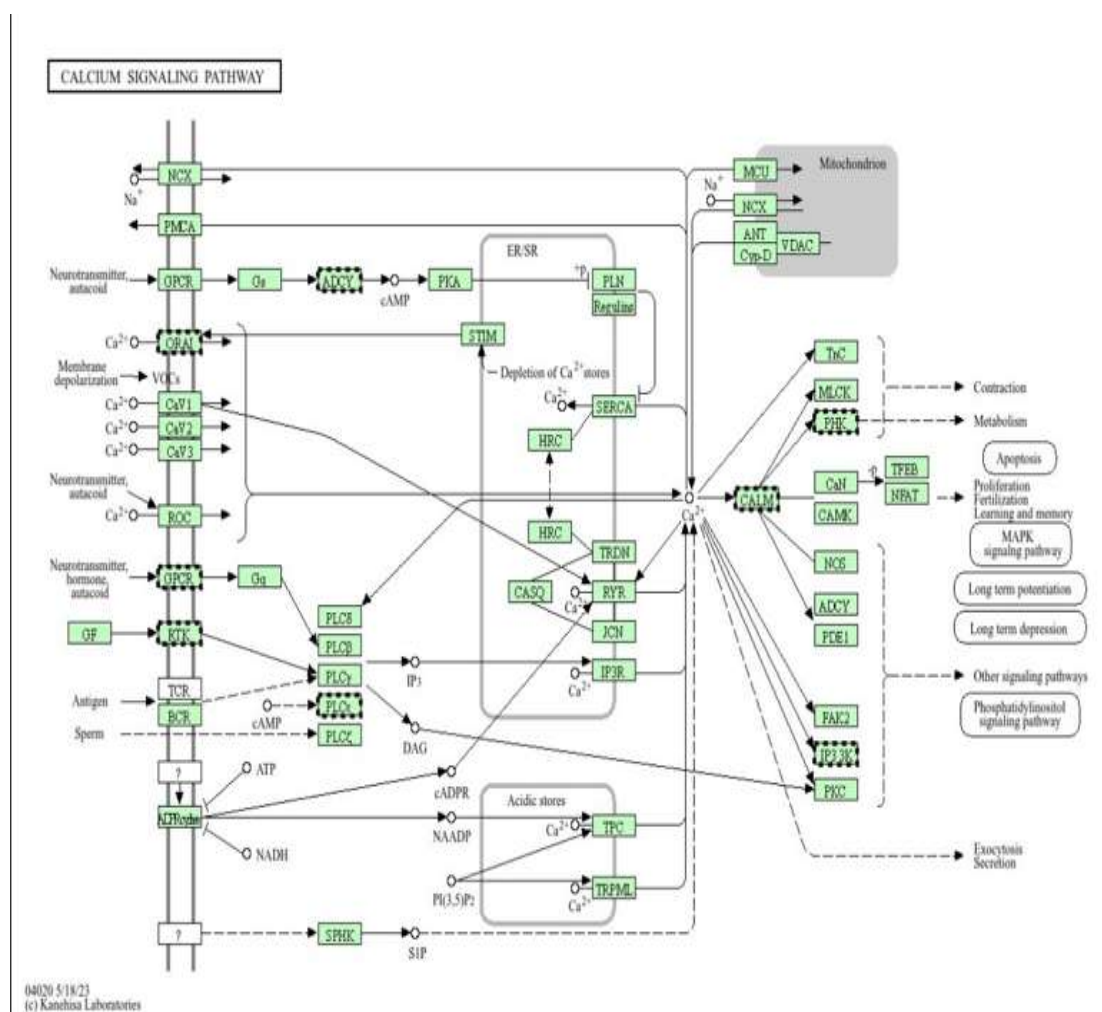 CALCIUM SIGNALING PATHWAY
NCX
Na+
PMCA
Neurotransmitter,
autacoid
GPCR
Gs
ADCY
cAMP
PKA
ER/SR
+p
PLN
Regulins
MCU
Mitochondrion
Na+
NCX
ANT
Cyp-D
VDAC
Ca2+
ORAI
STIM
Depletion of Ca2+ stores
Membrane
depolarization
VOCs
Ca2+
CaV1
Ca2+
CaV2
Ca2+
CaV3
Ca2+
SERCA
HRC
HRC
Neurotransmitter,
autacoid
Ca2+
ROC
TRDN
CASQ
RYR
Ca2+
JCN
IP3R
Ca2+
Neurotransmitter,
hormone,
autacoid
GPCR
Gq
GF
RTK
PLCδ
PLCβ
PLCγ
IP3
Antigen
TCR
BCR
cAMP
PLCε
DAG
Sperm
PLCζ
?
ATP
cADPR
NADH
NAADP
Acidic stores
Ca2+
TPC
PI(3,5)P2
Ca2+
TRPML
?
SPHK
S1P
Ca2+
CALM
TnC
MLCK
PHK
Contraction
Metabolism
CaN
-p
TFEB
NFAT
CAMK
Apoptosis
Proliferation
Fertilization
Learning and memory
MAPK
signaling pathway
NOS
ADCY
PDE1
Long term potentiation
Long term depression
Other signaling pathways
Phosphatidylinositol
signaling pathway
FAK2
IP3 3K
PKC
Exocytosis
Secretion
04020 5/18/23
(c) Kanehisa Laboratories